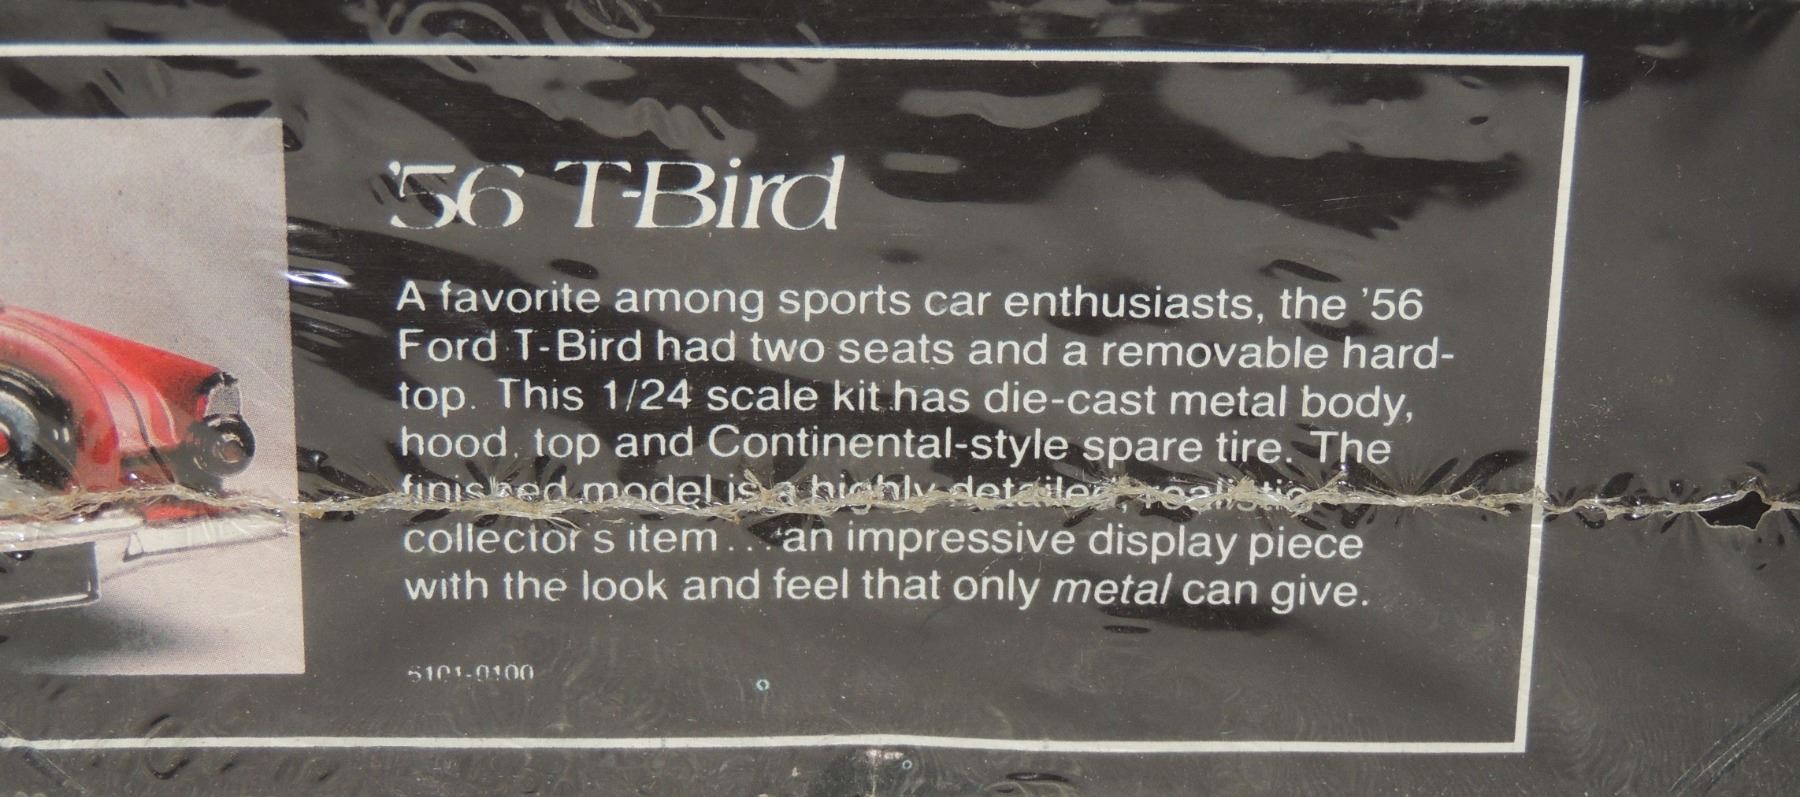 '56 T-Bird
A favorite among sports car enthusiasts, the '56
Ford T-Bird had two seats and a removable hard-
top. This 1/24 scale kit has die-cast metal body,
hood, top and Continental-style spare tire. The
finished model is a highly detailed, realistic
collector's item...an impressive display piece
with the look and feel that only metal can give.
5101-0100